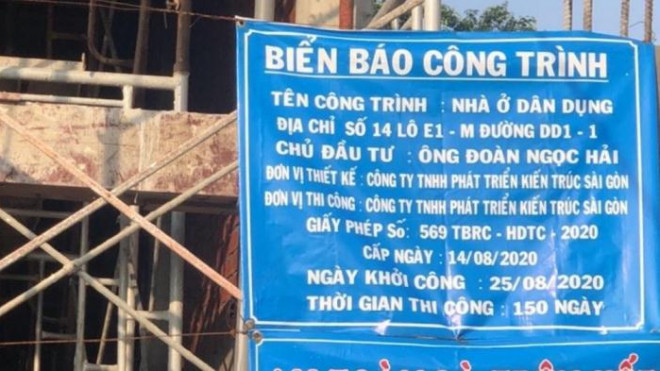 BIỂN BÁO CÔNG TRÌNH
TÊN CÔNG TRÌNH : NHÀ Ở DÂN DỤNG
ĐỊA CHỈ SỐ 14 LÔ E1 - M ĐƯỜNG DD1 - 1
CHỦ ĐẦU TƯ : ÔNG ĐOÀN NGỌC HẢI
ĐƠN VỊ THIẾT KẾ : CÔNG TY TNHH PHÁT TRIỂN KIẾN TRÚC SÀI GÒN
ĐƠN VỊ THI CÔNG : CÔNG TY TNHH PHÁT TRIỂN KIẾN TRÚC SÀI GÒN
GIẤY PHÉP Số: 569 TBRC - HDTC - 2020
CẤP NGÀY : 14/08/2020
NGÀY KHỞI CÔNG : 25/08/2020
THỜI GIAN THI CÔNG : 150 NGÀY